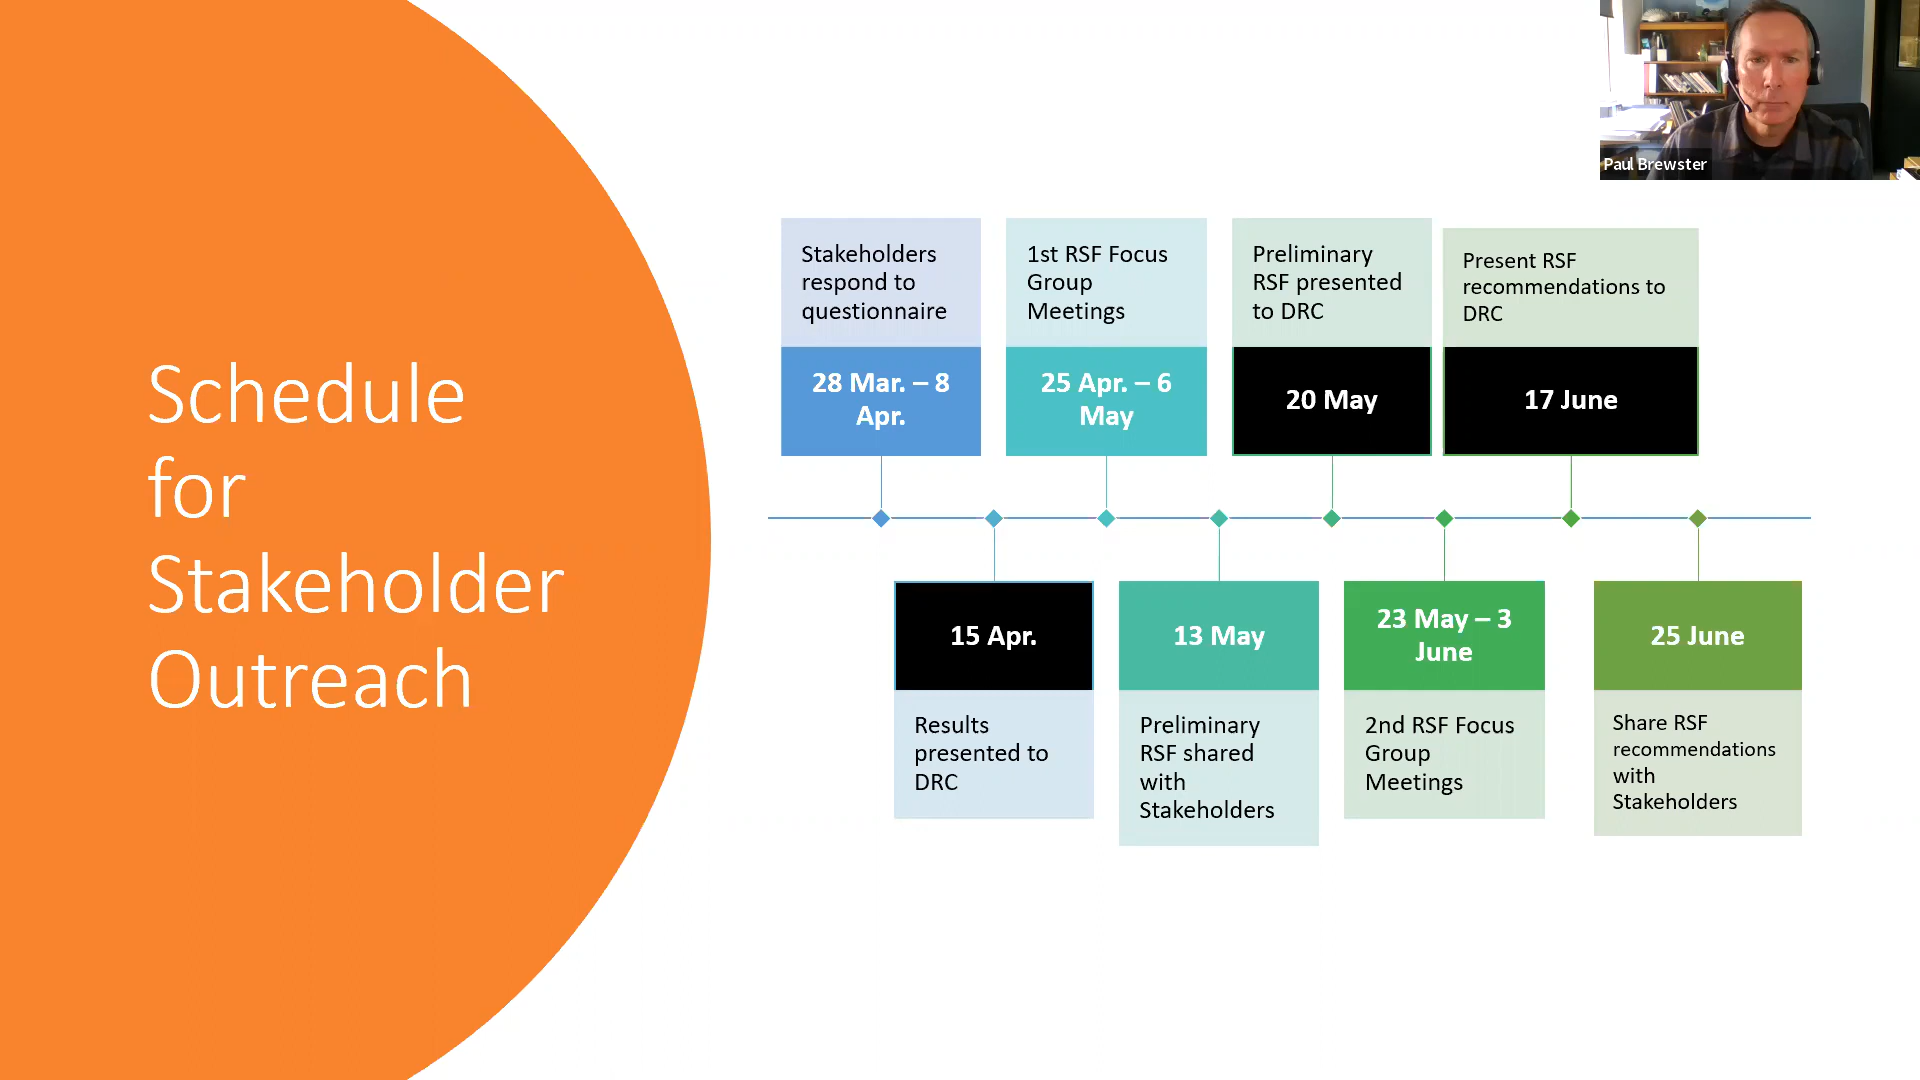 Schedule
for
Stakeholder
Outreach
Paul Brewster
Stakeholders
respond to
questionnaire
28 Mar. – 8
Apr.
15 Apr.
Results
presented to
DRC
1st RSF Focus
Group
Meetings
25 Apr. – 6
May
13 May
Preliminary
RSF shared
with
Stakeholders
Preliminary
RSF presented
to DRC
20 May
23 May – 3
June
2nd RSF Focus
Group
Meetings
Present RSF
recommendations to
DRC
17 June
25 June
Share RSF
recommendations
with
Stakeholders